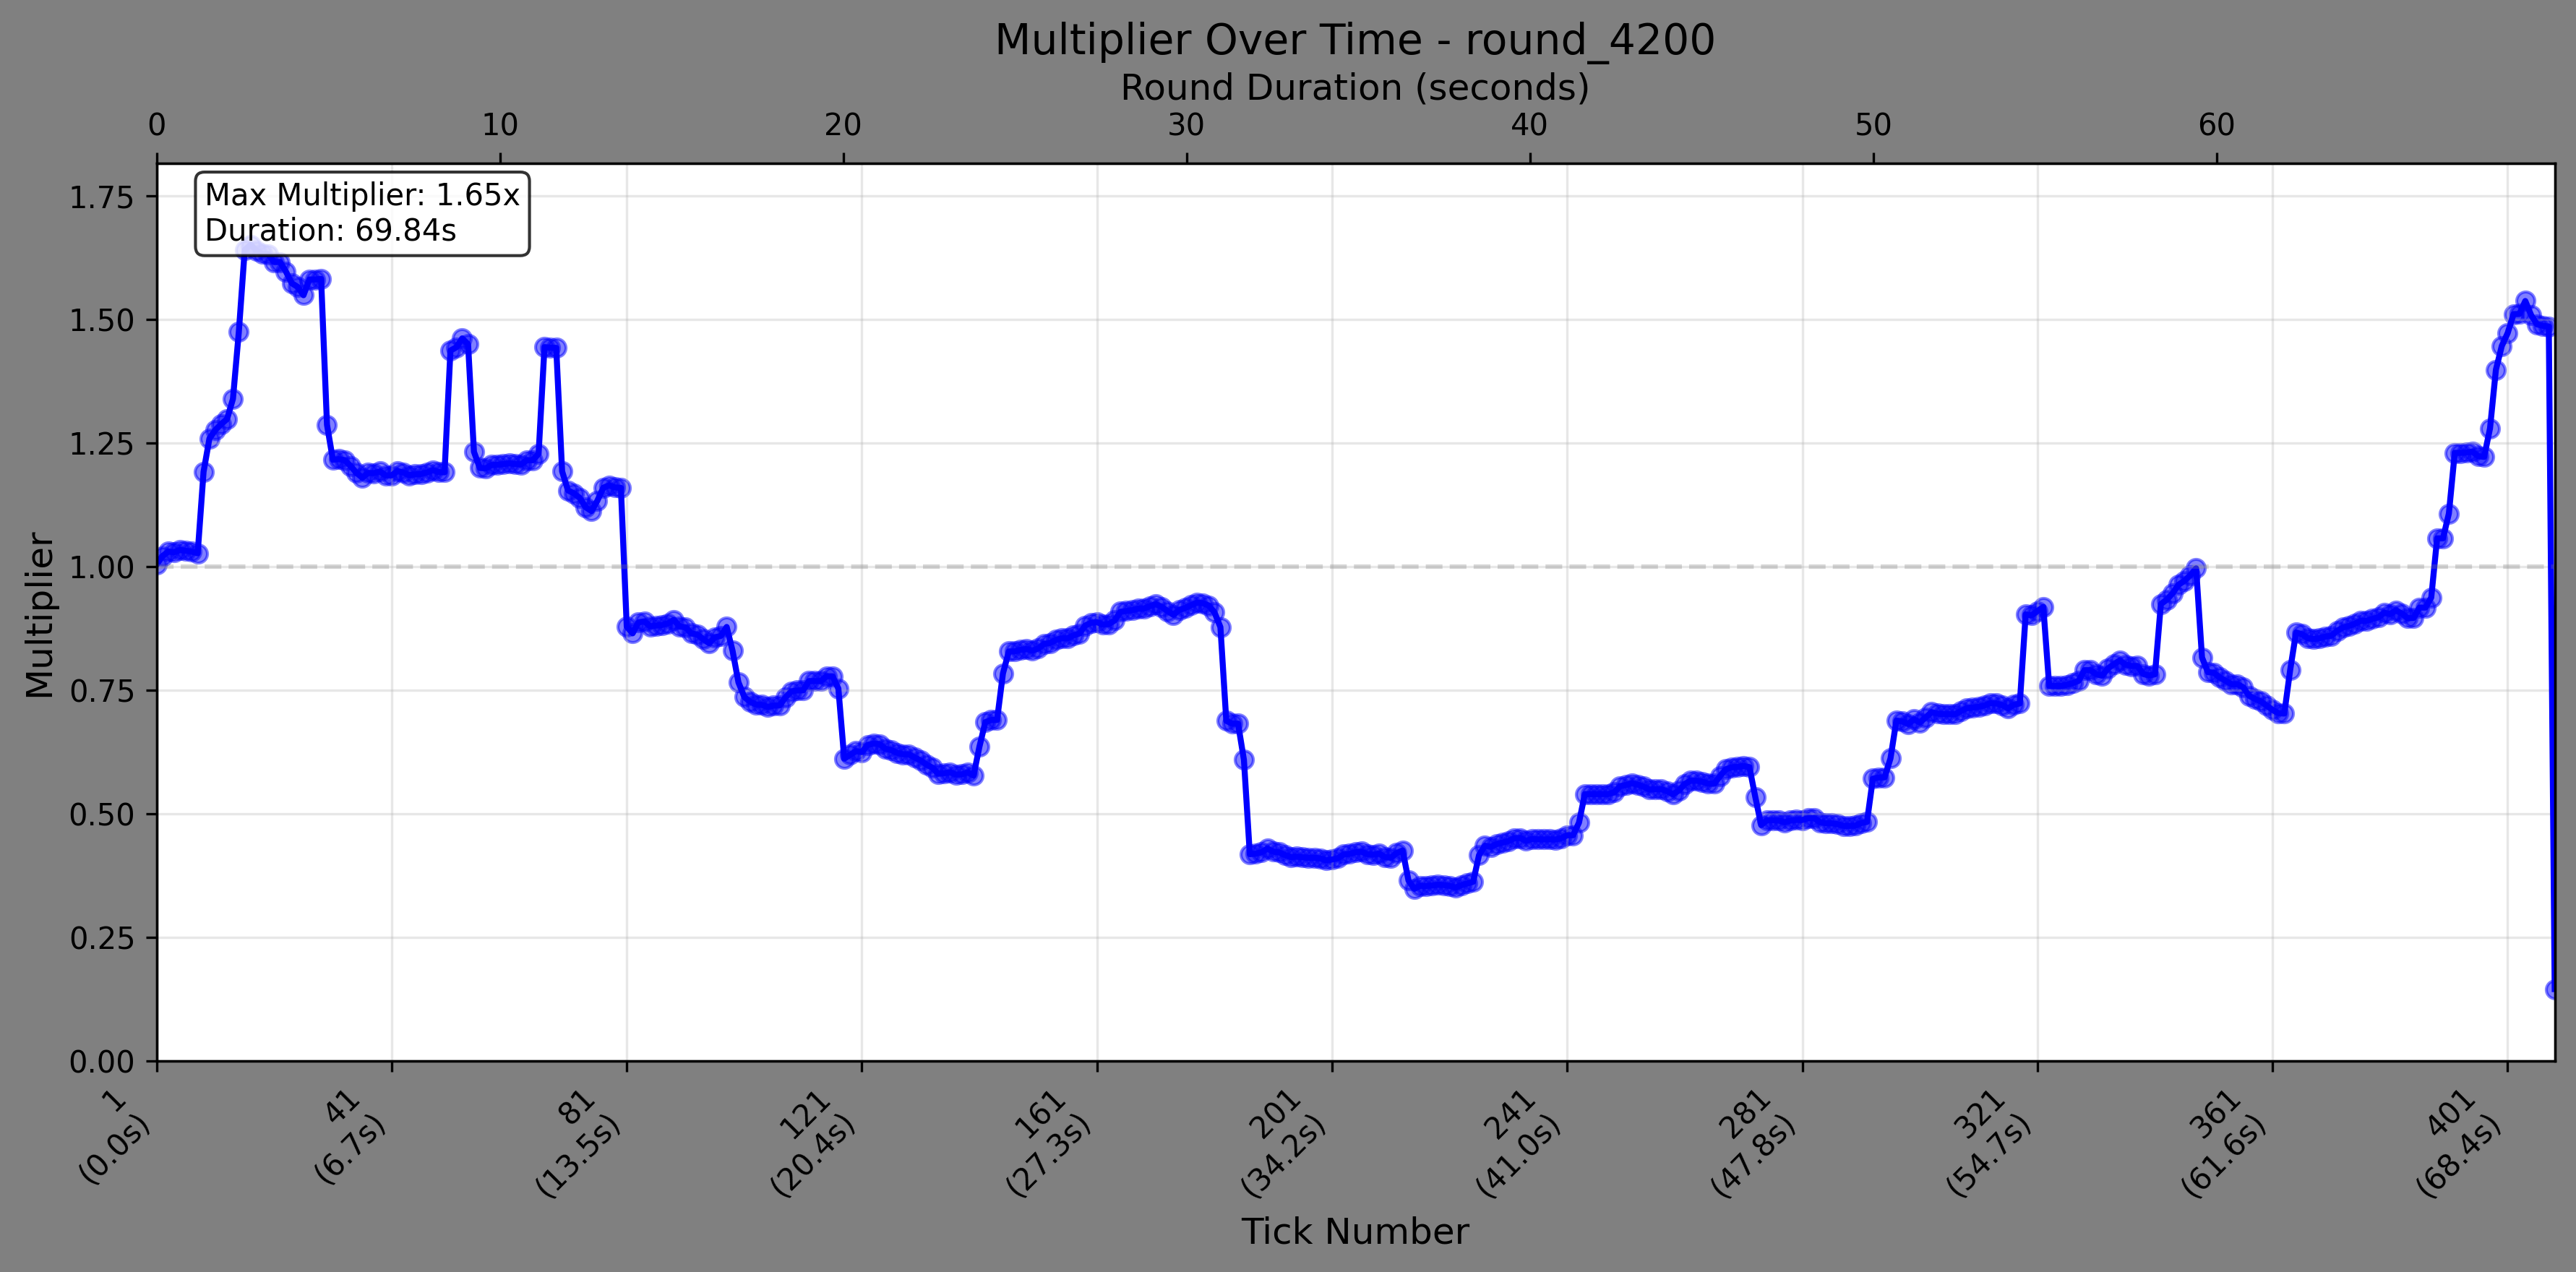 Multiplier Over Time - round_4200
Round Duration (seconds)
0 10 20 30 40 50 60
Max Multiplier: 1.65x
Duration: 69.84s
Multiplier
1.75
1.50
1.25
1.00
0.75
0.50
0.25
0.00
1
(0.0s)
41
(6.7s)
81
(13.5s)
121
(20.4s)
161
(27.3s)
201
(34.2s)
241
(41.0s)
281
(47.8s)
321
(54.7s)
361
(61.6s)
401
(68.4s)
Tick Number